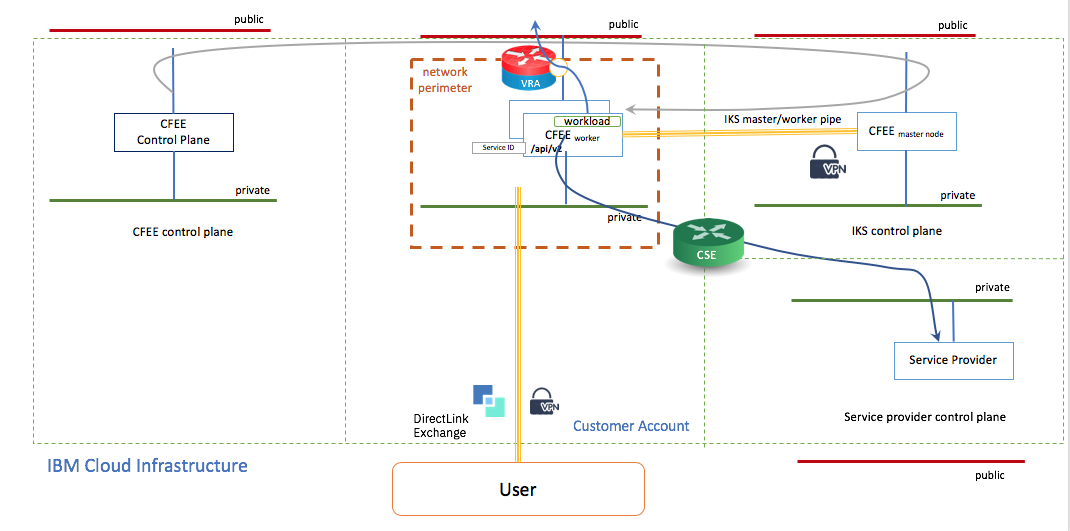 public
public
public
network
perimeter
VRA
workload
CFEE worker
Service ID
/api/v2
IKS master/worker pipe
CFEE
Control Plane
CFEE master node
VPN
private
private
private
CFEE control plane
IKS control plane
CSE
private
Service Provider
DirectLink
Exchange
VPN
Customer Account
Service provider control plane
IBM Cloud Infrastructure
public
User